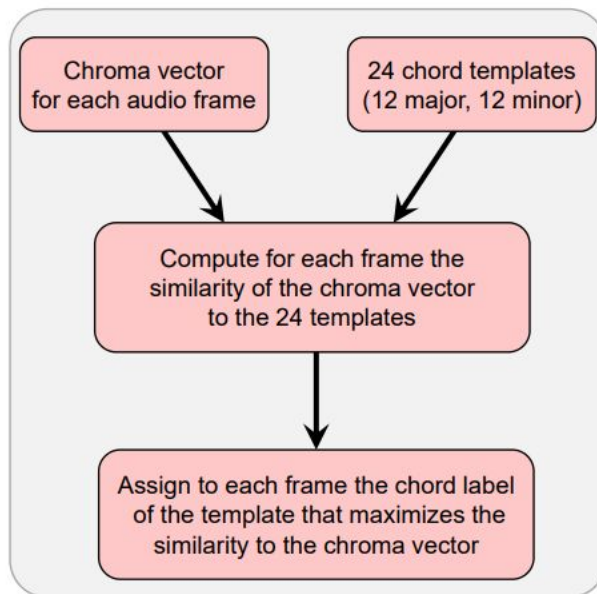 Chroma vector
for each audio frame
24 chord templates
(12 major, 12 minor)
Compute for each frame the
similarity of the chroma vector
to the 24 templates
Assign to each frame the chord label
of the template that maximizes the
similarity to the chroma vector